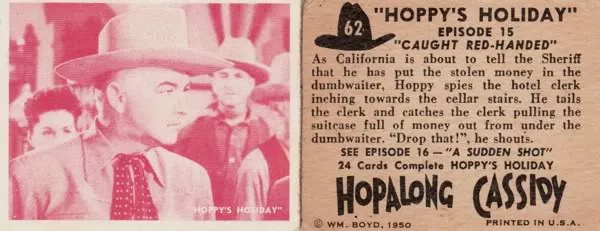 "HOPPY'S HOLIDAY"
62
"HOPPY'S HOLIDAY"
EPISODE 15
"CAUGHT RED-HANDED"
As California is about to tell the Sheriff
that he has put the stolen money in the
dumbwaiter, Hoppy spies the hotel clerk
inching towards the cellar stairs. He tails
the clerk and catches the clerk pulling the
suitcase full of money out from under the
dumbwaiter. "Drop that!", he shouts.
SEE EPISODE 16—"A SUDDEN SHOT"
24 Cards Complete HOPPY'S HOLIDAY
HOPALONG CASSIDY
© WM. BOYD, 1950 PRINTED IN U.S.A.